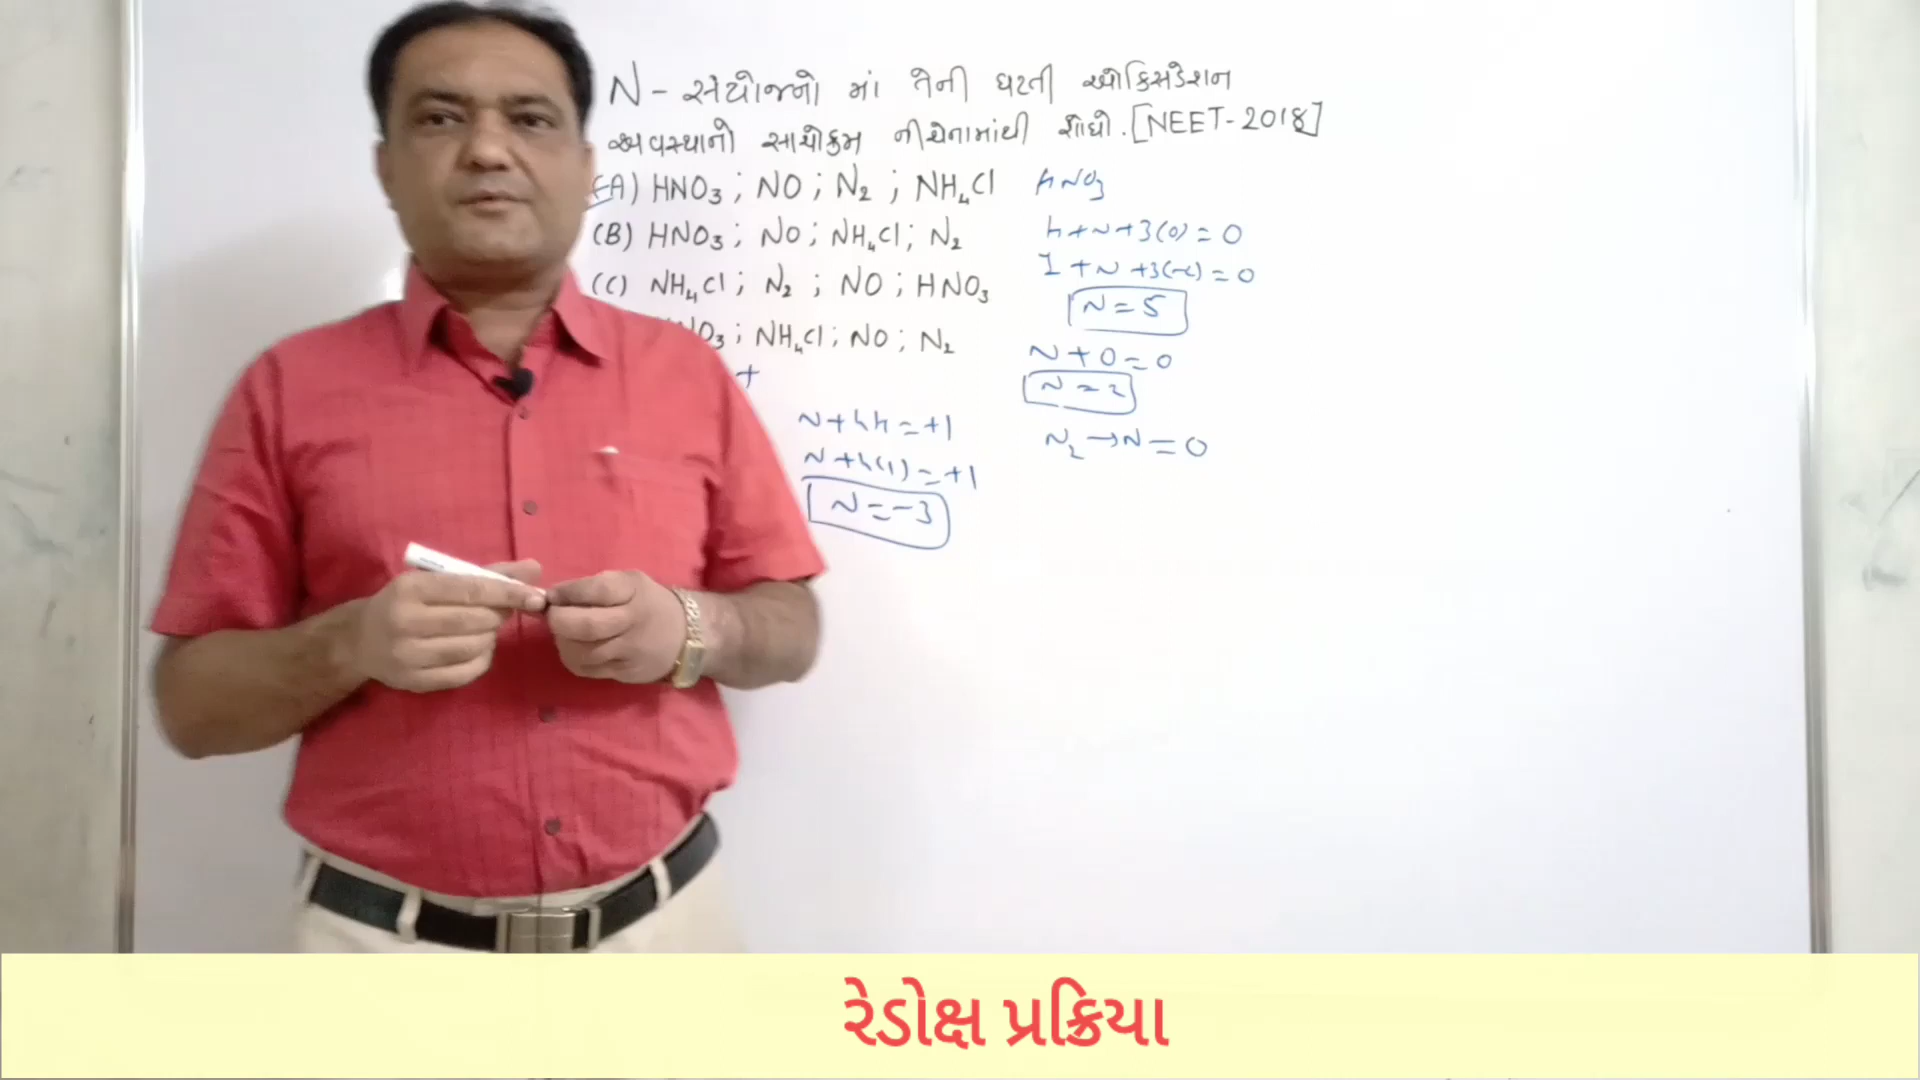 N - સંયોજનો માં તેની ઘટતી ઓકિસડેશન
અવસ્થાનો સાચોક્રમ નીચેનામાંથી શોધો. [NEET-2018]
(A) HNO₃ ; NO ; N₂ ; NH₄Cl
(B) HNO₃ ; NO ; NH₄Cl ; N₂
(C) NH₄Cl ; N₂ ; NO ; HNO₃
NO₃ ; NH₄Cl ; NO ; N₂
+
N+4H=+1
N+4(1)=+1
N=-3
HNO₃
H+N+3(O)=0
1+N+3(-2)=0
N=5
N+O=0
N=2
N₂→N=0
રેડોક્ષ પ્રક્રિયા